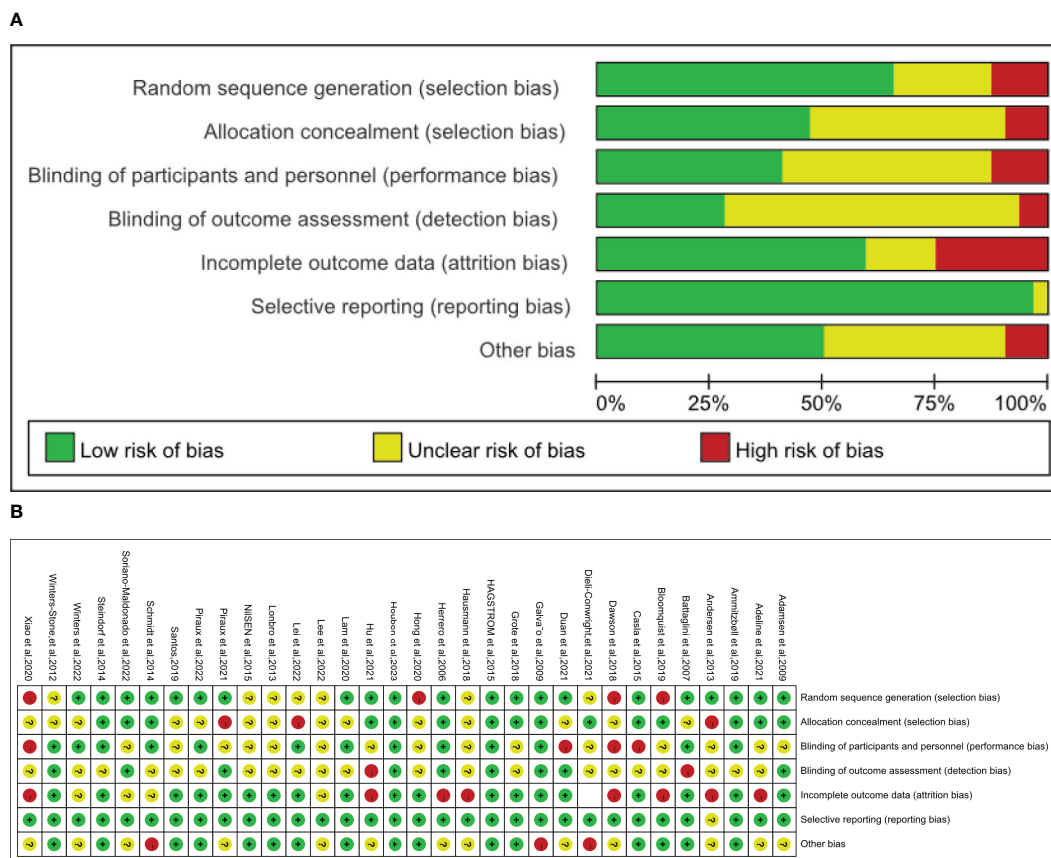 A
Random sequence generation (selection bias)
Allocation concealment (selection bias)
Blinding of participants and personnel (performance bias)
Blinding of outcome assessment (detection bias)
Incomplete outcome data (attrition bias)
Selective reporting (reporting bias)
Other bias
0% 25% 50% 75% 100%
Low risk of bias Unclear risk of bias High risk of bias
B
Xiao et al,2020
Winters-Stone,et al,2012
Winters et al,2022
Steindorf et al,2014
Soriano-Maldonado et al,2022
Schmidt et al,2014
Santos,2019
Piraux et al,2022
Piraux et al,2021
NilSEN et al,2015
Lonbro et al,2013
Lei et al,2022
Lee et al,2022
Lam et al,2020
Hu et al,2021
Houbon et al,2023
Hong et al,2020
Herrero et al,2006
Hausmann et al,2018
HAGSTROM et al,2015
Grote et al,2018
Galva˜o et al,2009
Duan et al,2021
Dieli-Conwright,et al,2021
Dawson et al,2018
Casla et al,2015
Bloomquist et al,2019
Battaglini et al,2007
Andersen et al,2013
Ammitzbøll et al,2019
Adeline et al,2021
Adamsen et al,2009
Random sequence generation (selection bias)
Allocation concealment (selection bias)
Blinding of participants and personnel (performance bias)
Blinding of outcome assessment (detection bias)
Incomplete outcome data (attrition bias)
Selective reporting (reporting bias)
Other bias